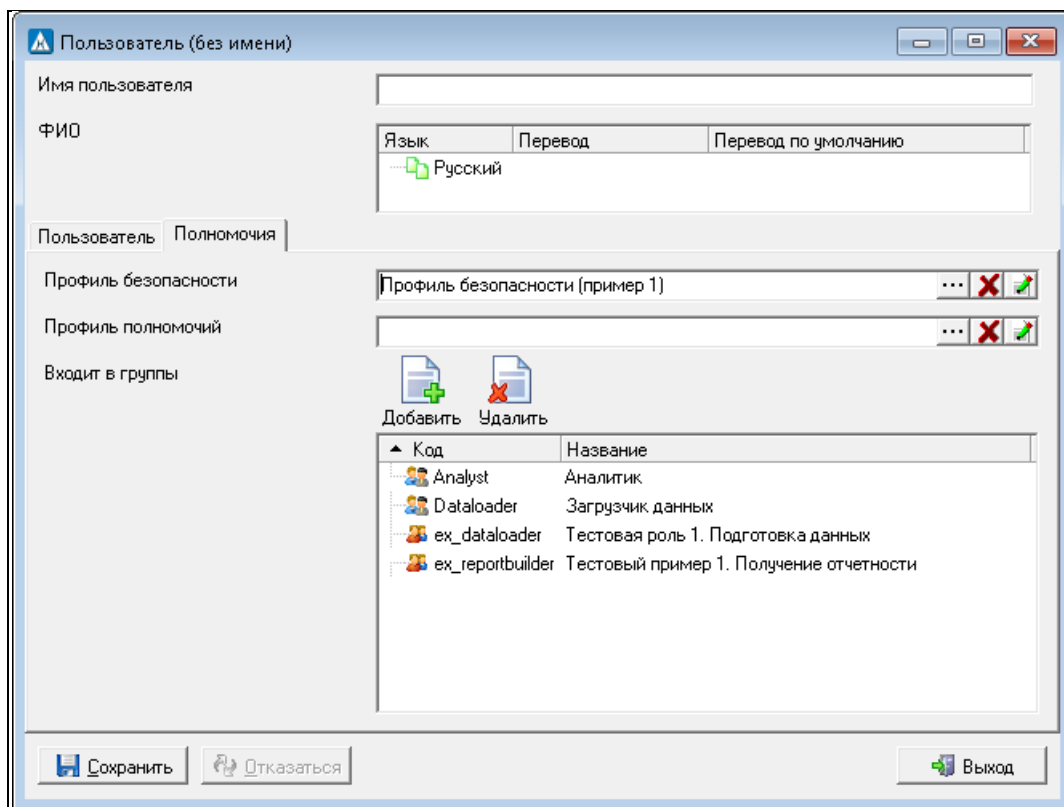 Пользователь (без имени)
Имя пользователя
ФИО
Язык Перевод Перевод по умолчанию
Русский
Пользователь Полномочия
Профиль безопасности Профиль безопасности (пример 1) ...
Профиль полномочий ...
Входит в группы
Добавить Удалить
Код Название
Analyst Аналитик
Dataloader Загрузчик данных
ex_dataloader Тестовая роль 1. Подготовка данных
ex_reportbuilder Тестовый пример 1. Получение отчетности
Сохранить Отказаться Выход